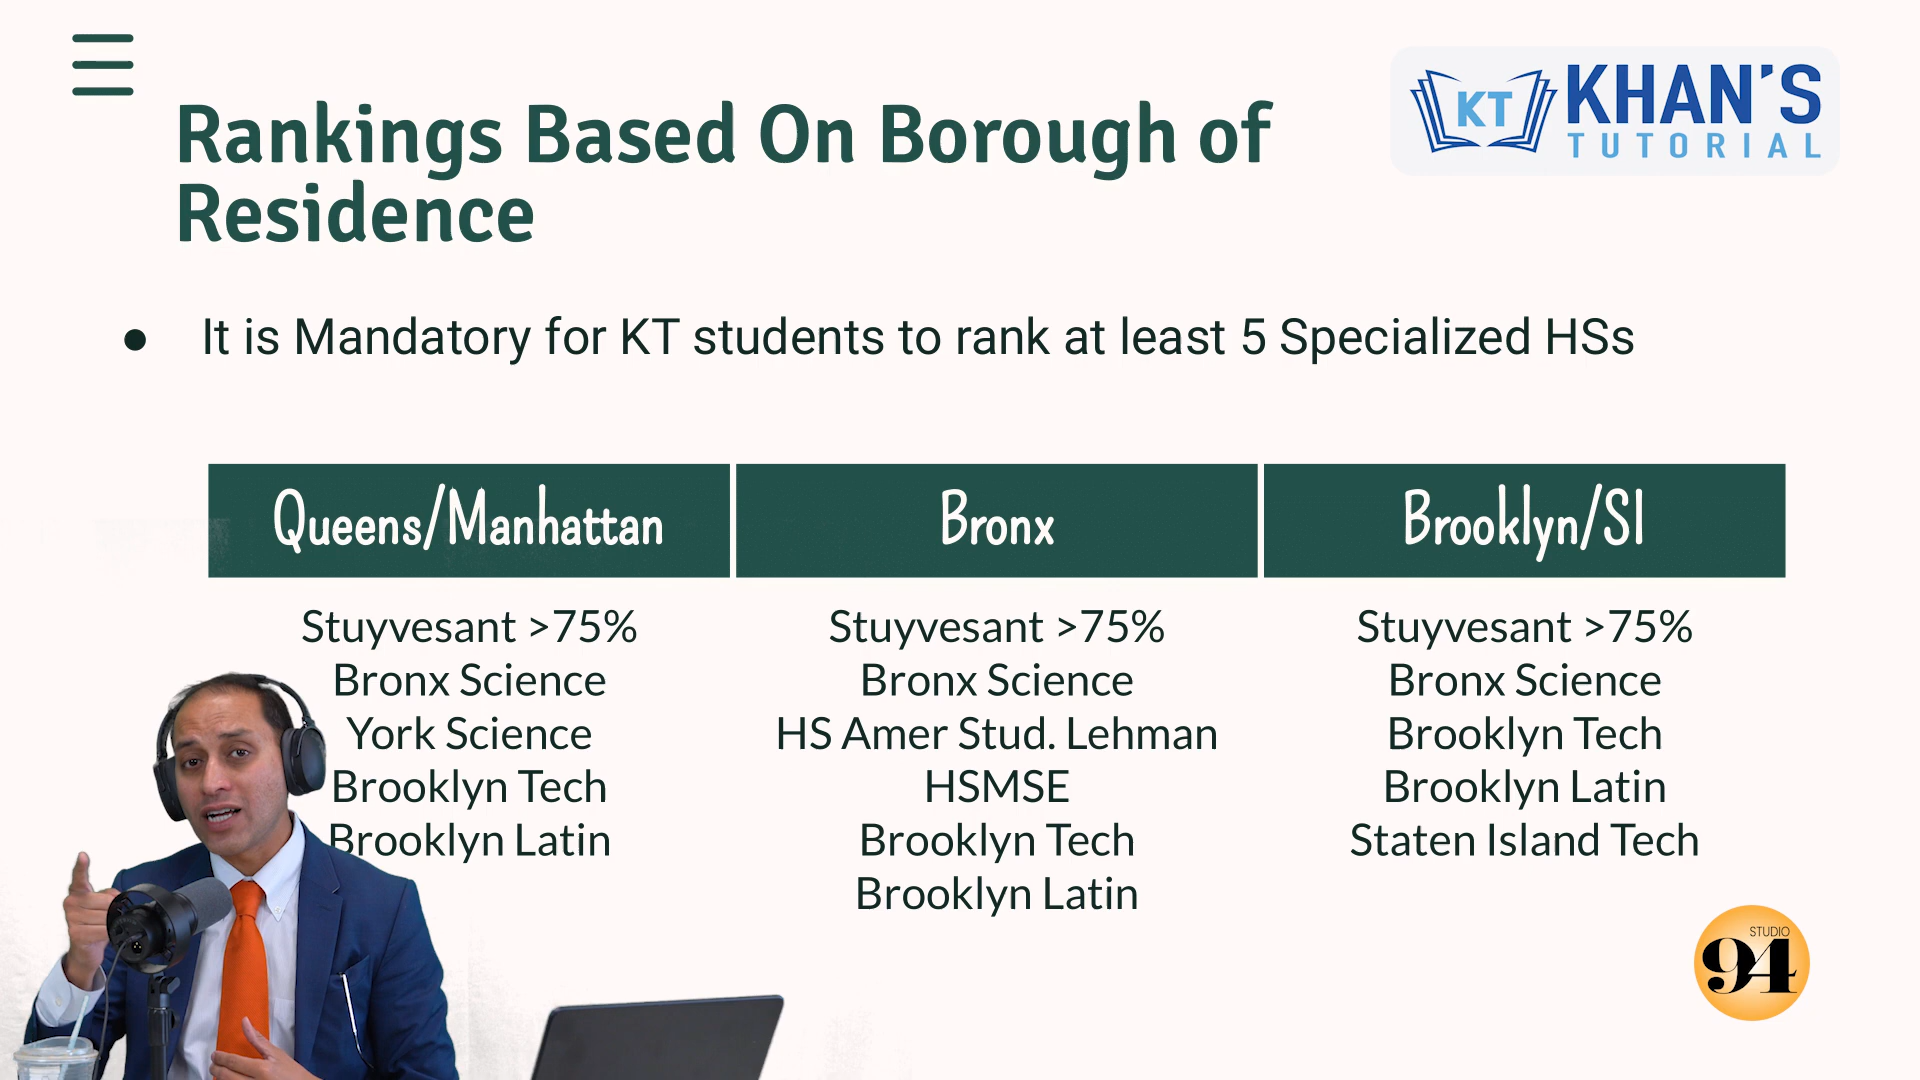 Rankings Based On Borough of
Residence
KT
KHAN'S
TUTORIAL
● It is Mandatory for KT students to rank at least 5 Specialized HSs
Queens/Manhattan
Stuyvesant >75%
Bronx Science
York Science
Brooklyn Tech
Brooklyn Latin
Bronx
Stuyvesant >75%
Bronx Science
HS Amer Stud. Lehman
HSMSE
Brooklyn Tech
Brooklyn Latin
Brooklyn/SI
Stuyvesant >75%
Bronx Science
Brooklyn Tech
Brooklyn Latin
Staten Island Tech
STUDIO
94